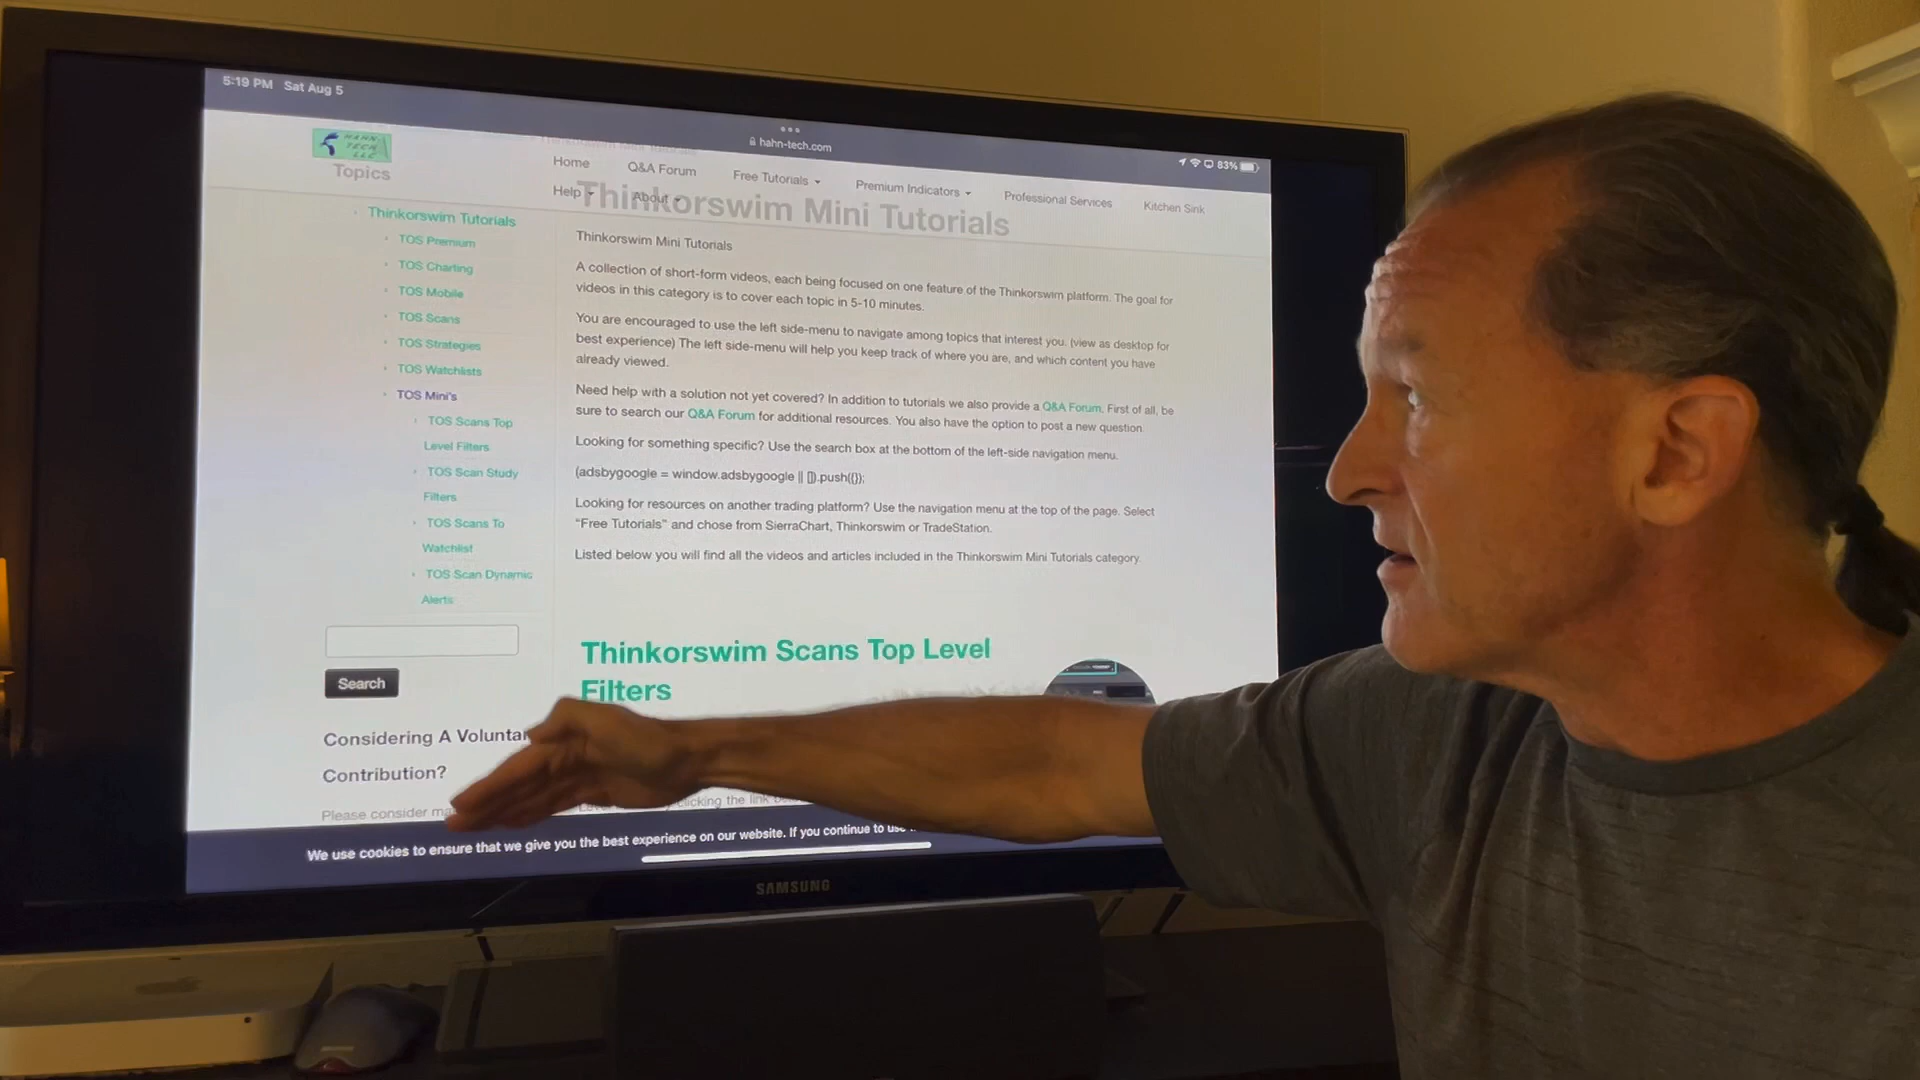 5:19 PM Sat Aug 5
hahn-tech.com
83%
HAHN-
TECH
LLC
Home Q&A Forum Free Tutorials Premium Indicators Professional Services Kitchen Sink
Help About
Topics
Thinkorswim Tutorials
TOS Premium
TOS Charting
TOS Mobile
TOS Scans
TOS Strategies
TOS Watchlists
TOS Mini's
TOS Scans Top
Level Filters
TOS Scan Study
Filters
TOS Scans To
Watchlist
TOS Scan Dynamic
Alerts
Search
Considering A Volunta
Contribution?
Please consider ma
Thinkorswim Mini Tutorials
Thinkorswim Mini Tutorials
A collection of short-form videos, each being focused on one feature of the Thinkorswim platform. The goal for
videos in this category is to cover each topic in 5-10 minutes.
You are encouraged to use the left side-menu to navigate among topics that interest you. (view as desktop for
best experience) The left side-menu will help you keep track of where you are, and which content you have
already viewed.
Need help with a solution not yet covered? In addition to tutorials we also provide a Q&A Forum. First of all, be
sure to search our Q&A Forum for additional resources. You also have the option to post a new question.
Looking for something specific? Use the search box at the bottom of the left-side navigation menu.
(adsbygoogle = window.adsbygoogle || []).push({});
Looking for resources on another trading platform? Use the navigation menu at the top of the page. Select
“Free Tutorials” and chose from SierraChart, Thinkorswim or TradeStation.
Listed below you will find all the videos and articles included in the Thinkorswim Mini Tutorials category.
Thinkorswim Scans Top Level
Filters
clicking the link
We use cookies to ensure that we give you the best experience on our website. If you continue to use
SAMSUNG